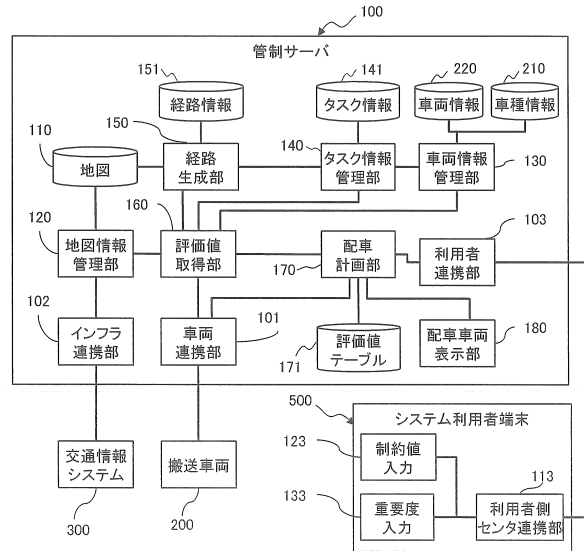 100
管制サーバ
151
経路情報
141
タスク情報
220
車両情報
210
車種情報
110
地図
150
経路
生成部
140
タスク情報
管理部
車両情報
管理部
130
120
地図情報
管理部
160
評価値
取得部
170
配車
計画部
103
利用者
連携部
102
インフラ
連携部
車両
連携部
101
171
評価値
テーブル
配車車両
表示部
180
交通情報
システム
300
搬送車両
200
500
システム利用者端末
123
制約値
入力
133
重要度
入力
113
利用者側
センタ連携部